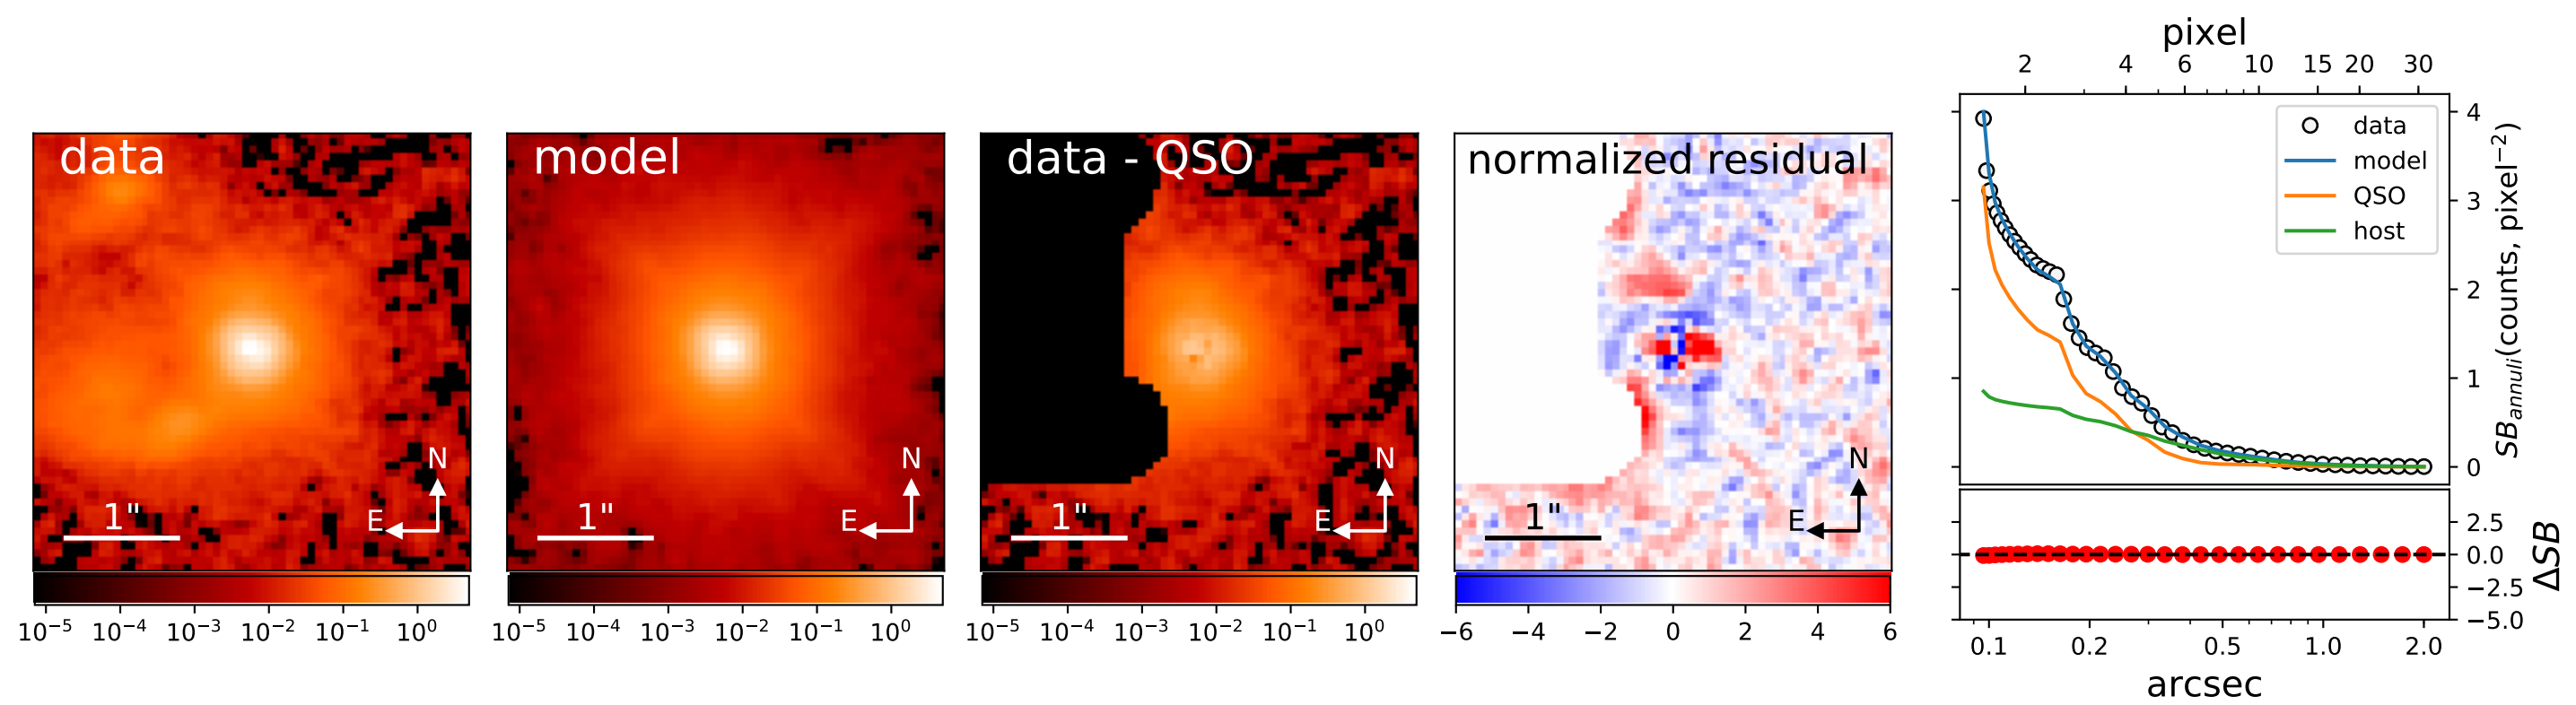 data
N
E
1"
10⁻⁵ 10⁻⁴ 10⁻³ 10⁻² 10⁻¹ 10⁰
model
N
E
1"
10⁻⁵ 10⁻⁴ 10⁻³ 10⁻² 10⁻¹ 10⁰
data - QSO
N
E
1"
10⁻⁵ 10⁻⁴ 10⁻³ 10⁻² 10⁻¹ 10⁰
normalized residual
N
E
1"
−6 −4 −2 0 2 4 6
pixel
2 4 6 10 15 20 30
data
model
QSO
host
4
3
2
1
0
SB_annuli(counts, pixel⁻²)
2.5
0.0
−2.5
−5.0
ΔSB
0.1 0.2 0.5 1.0 2.0
arcsec